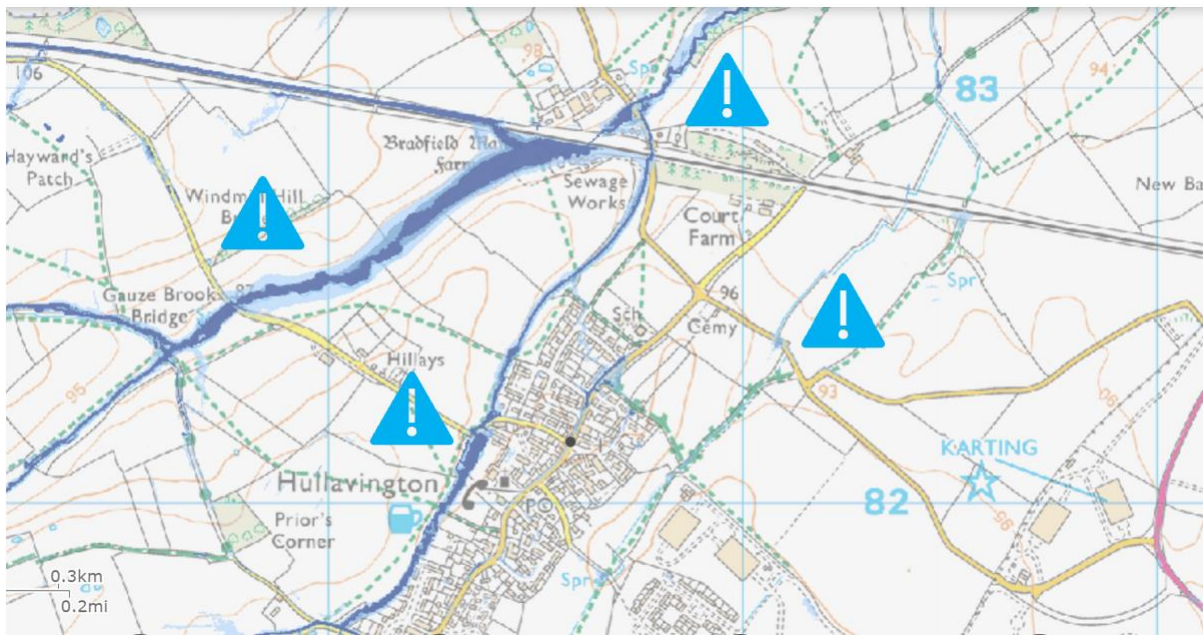 106
98
Spr
94
83
Hayward's
Patch
Bradfield
Farm
Windmill Hill
Sewage
Works
Court
Farm
New
Gauze Brook
Bridge
87
96
Spr
Sch
Cemy
Hillays
95
93
90
KARTING
Hullavington
PO
82
95
Prior's
Corner
Spr
0.3km
0.2mi